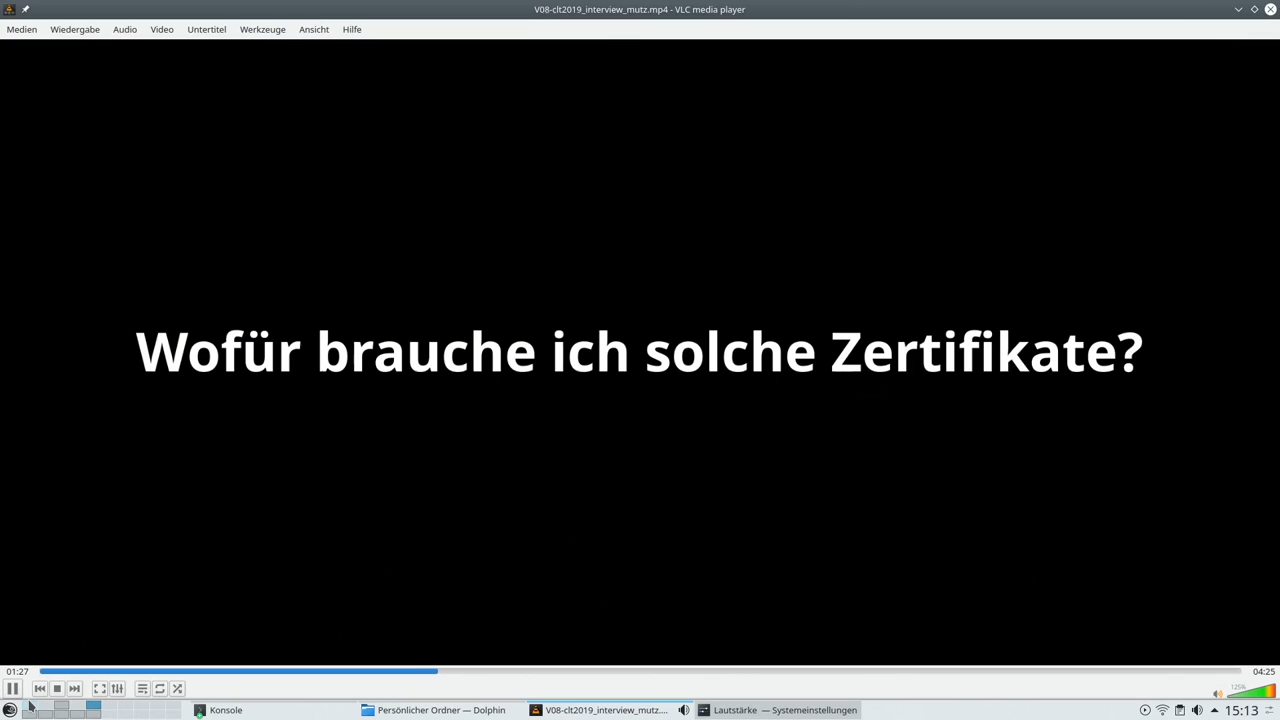 V08-clt2019_interview_mutz.mp4 - VLC media player
Medien Wiedergabe Audio Video Untertitel Werkzeuge Ansicht Hilfe
Wofür brauche ich solche Zertifikate?
01:27 04:25
125%
Konsole Persönlicher Ordner — Dolphin V08-clt2019_interview_mutz.... Lautstärke — Systemeinstellungen 15:13